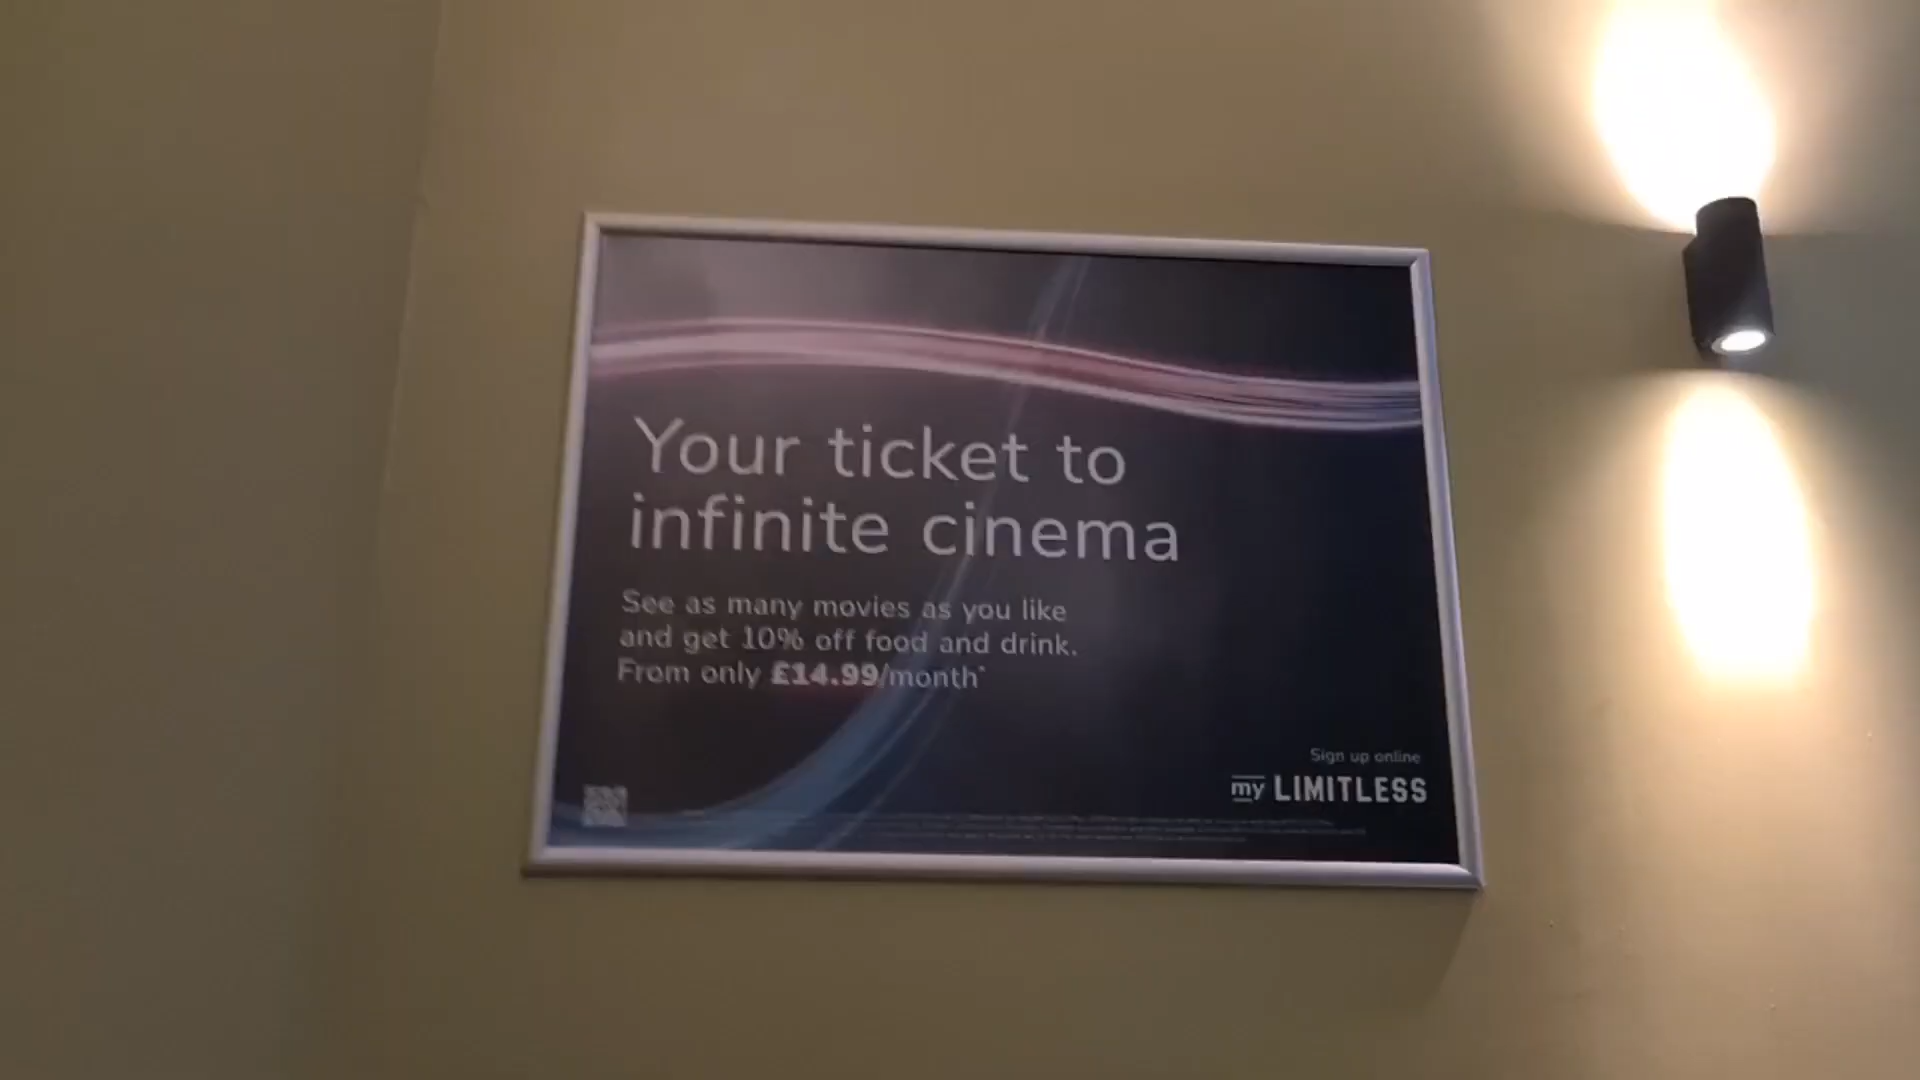 Your ticket to
infinite cinema
See as many movies as you like
and get 10% off food and drink.
From only £14.99/month*
Sign up online
my LIMITLESS